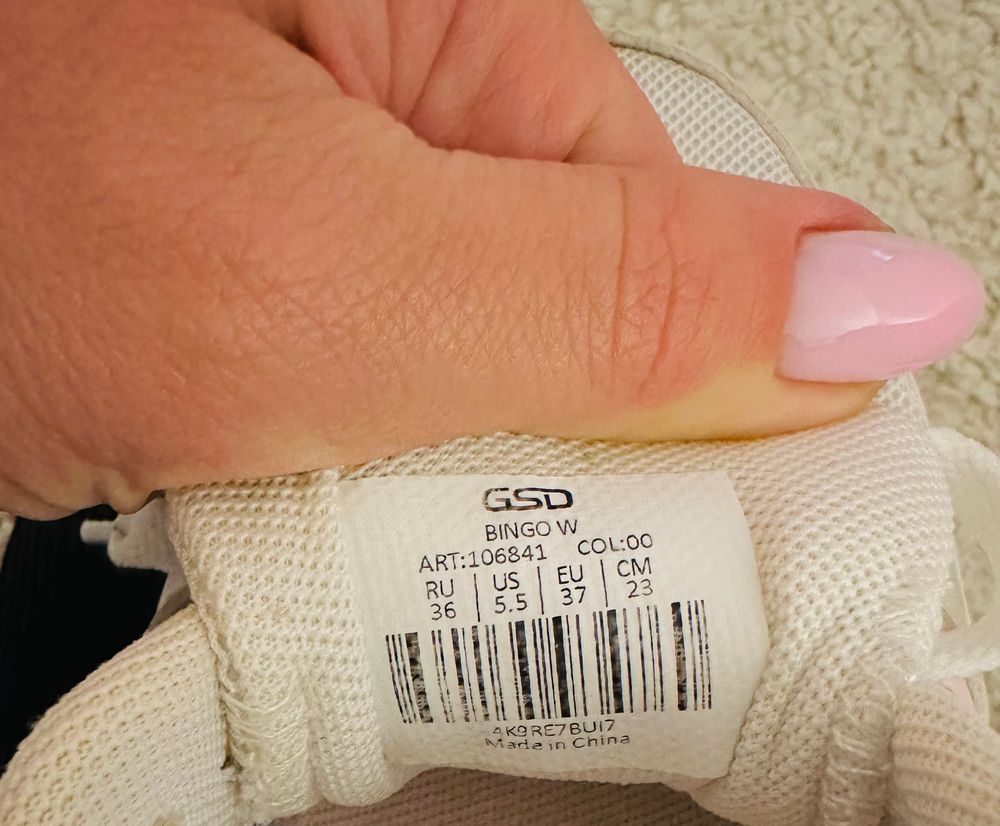 GSD
BINGO W
ART:106841 COL:00
RU US EU CM
36 5.5 37 23
4K9RE7BUI7
Made in China